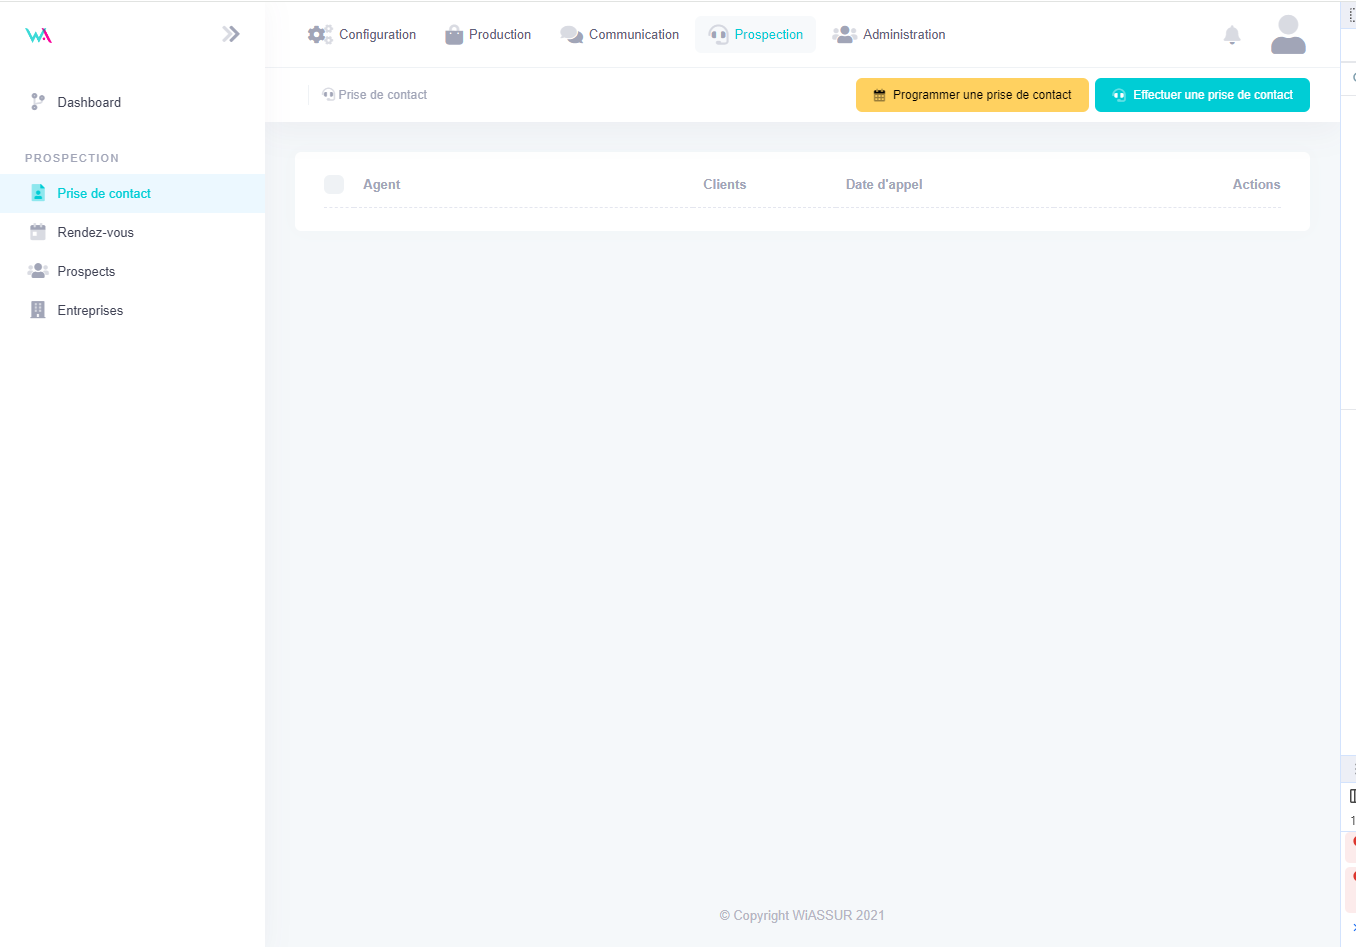 WA
Configuration
Production
Communication
Prospection
Administration
Dashboard
Prise de contact
Programmer une prise de contact
Effectuer une prise de contact
PROSPECTION
Prise de contact
Rendez-vous
Prospects
Entreprises
Agent
Clients
Date d'appel
Actions
© Copyright WiASSUR 2021